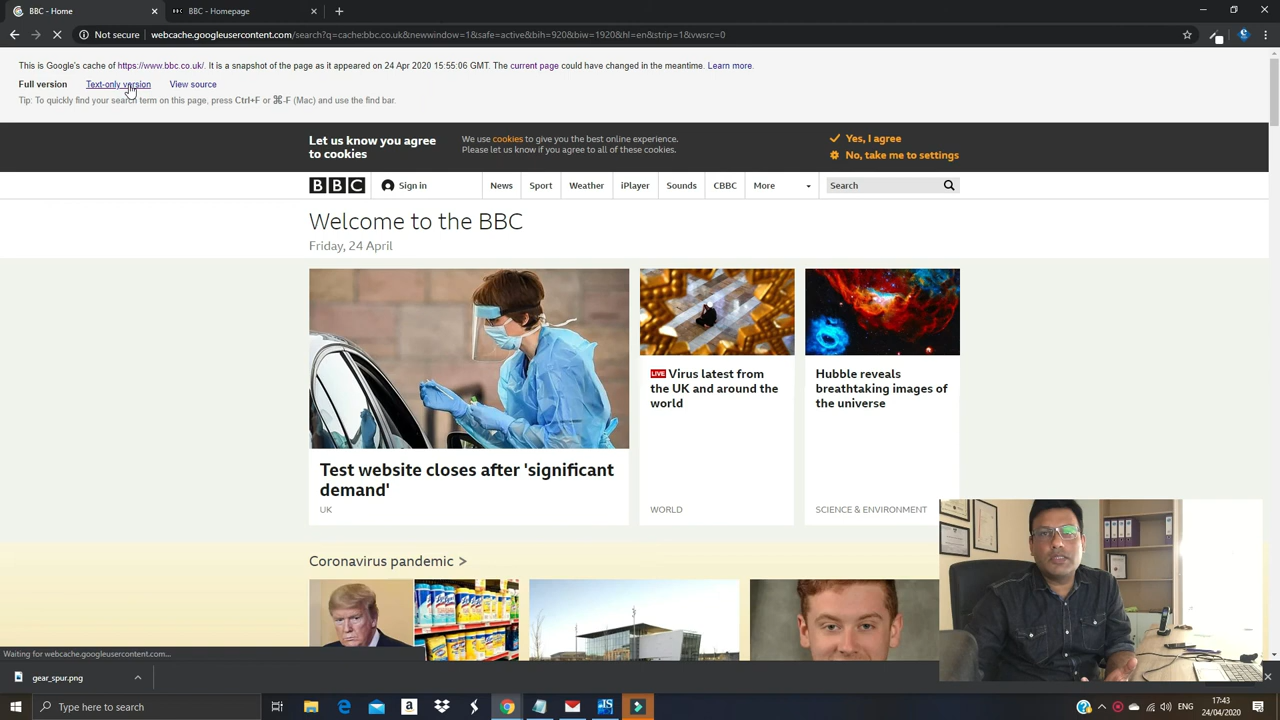 BBC - Home
BBC - Homepage
Not secure
webcache.googleusercontent.com/search?q=cache:bbc.co.uk&newwindow=1&safe=active&bih=920&biw=1920&hl=en&strip=1&vwsrc=0
This is Google's cache of https://www.bbc.co.uk/. It is a snapshot of the page as it appeared on 24 Apr 2020 15:55:06 GMT. The current page could have changed in the meantime. Learn more.
Full version Text-only version View source
Tip: To quickly find your search term on this page, press Ctrl+F or ⌘-F (Mac) and use the find bar.
Let us know you agree
to cookies
We use cookies to give you the best online experience.
Please let us know if you agree to all of these cookies.
Yes, I agree
No, take me to settings
BBC Sign in News Sport Weather iPlayer Sounds CBBC More Search
Welcome to the BBC
Friday, 24 April
Test website closes after 'significant
demand'
UK
LIVE Virus latest from
the UK and around the
world
WORLD
Hubble reveals
breathtaking images of
the universe
SCIENCE & ENVIRONMENT
Coronavirus pandemic >
Waiting for webcache.googleusercontent.com...
gear_spur.png
Type here to search
17:43
24/04/2020